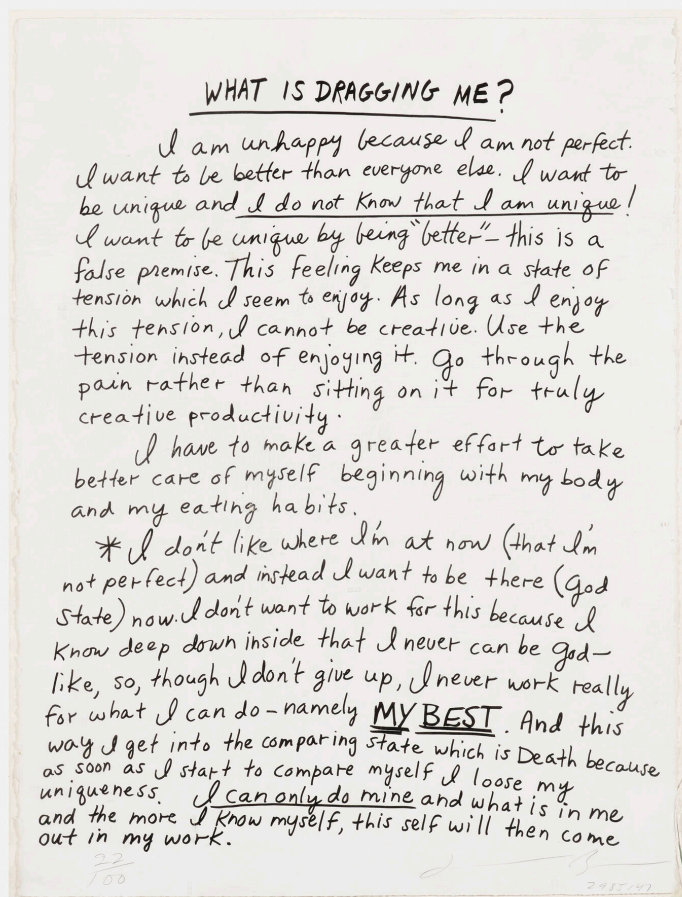 WHAT IS DRAGGING ME?
I am unhappy because I am not perfect.
I want to be better than everyone else. I want to
be unique and I do not know that I am unique!
I want to be unique by being "better" – this is a
false premise. This feeling keeps me in a state of
tension which I seem to enjoy. As long as I enjoy
this tension, I cannot be creative. Use the
tension instead of enjoying it. Go through the
pain rather than sitting on it for truly
creative productivity.
I have to make a greater effort to take
better care of myself beginning with my body
and my eating habits.
* I don't like where I'm at now (that I'm
not perfect) and instead I want to be there (God
State) now. I don't want to work for this because I
know deep down inside that I never can be God–
like, so, though I don't give up, I never work really
for what I can do – namely MY BEST. And this
way I get into the comparing state which is Death because
as soon as I start to compare myself I loose my
uniqueness. I can only do mine and what is in me
and the more I know myself, this self will then come
out in my work.
22/100